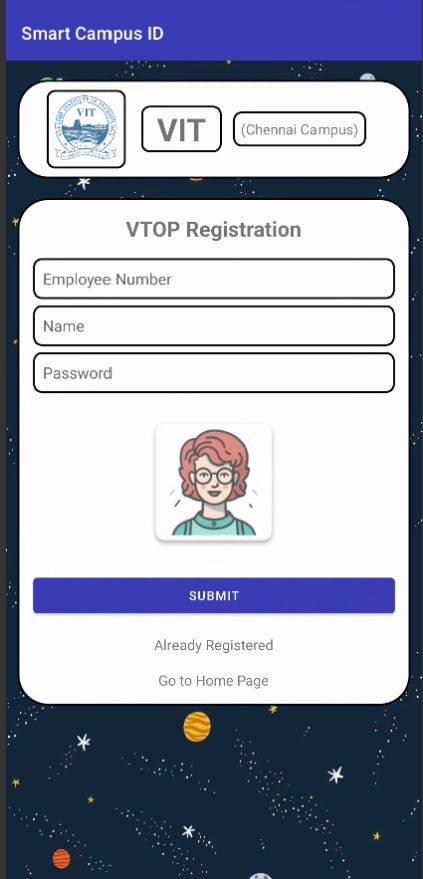 Smart Campus ID
VIT
VIT
(Chennai Campus)
VTOP Registration
Employee Number
Name
Password
SUBMIT
Already Registered
Go to Home Page